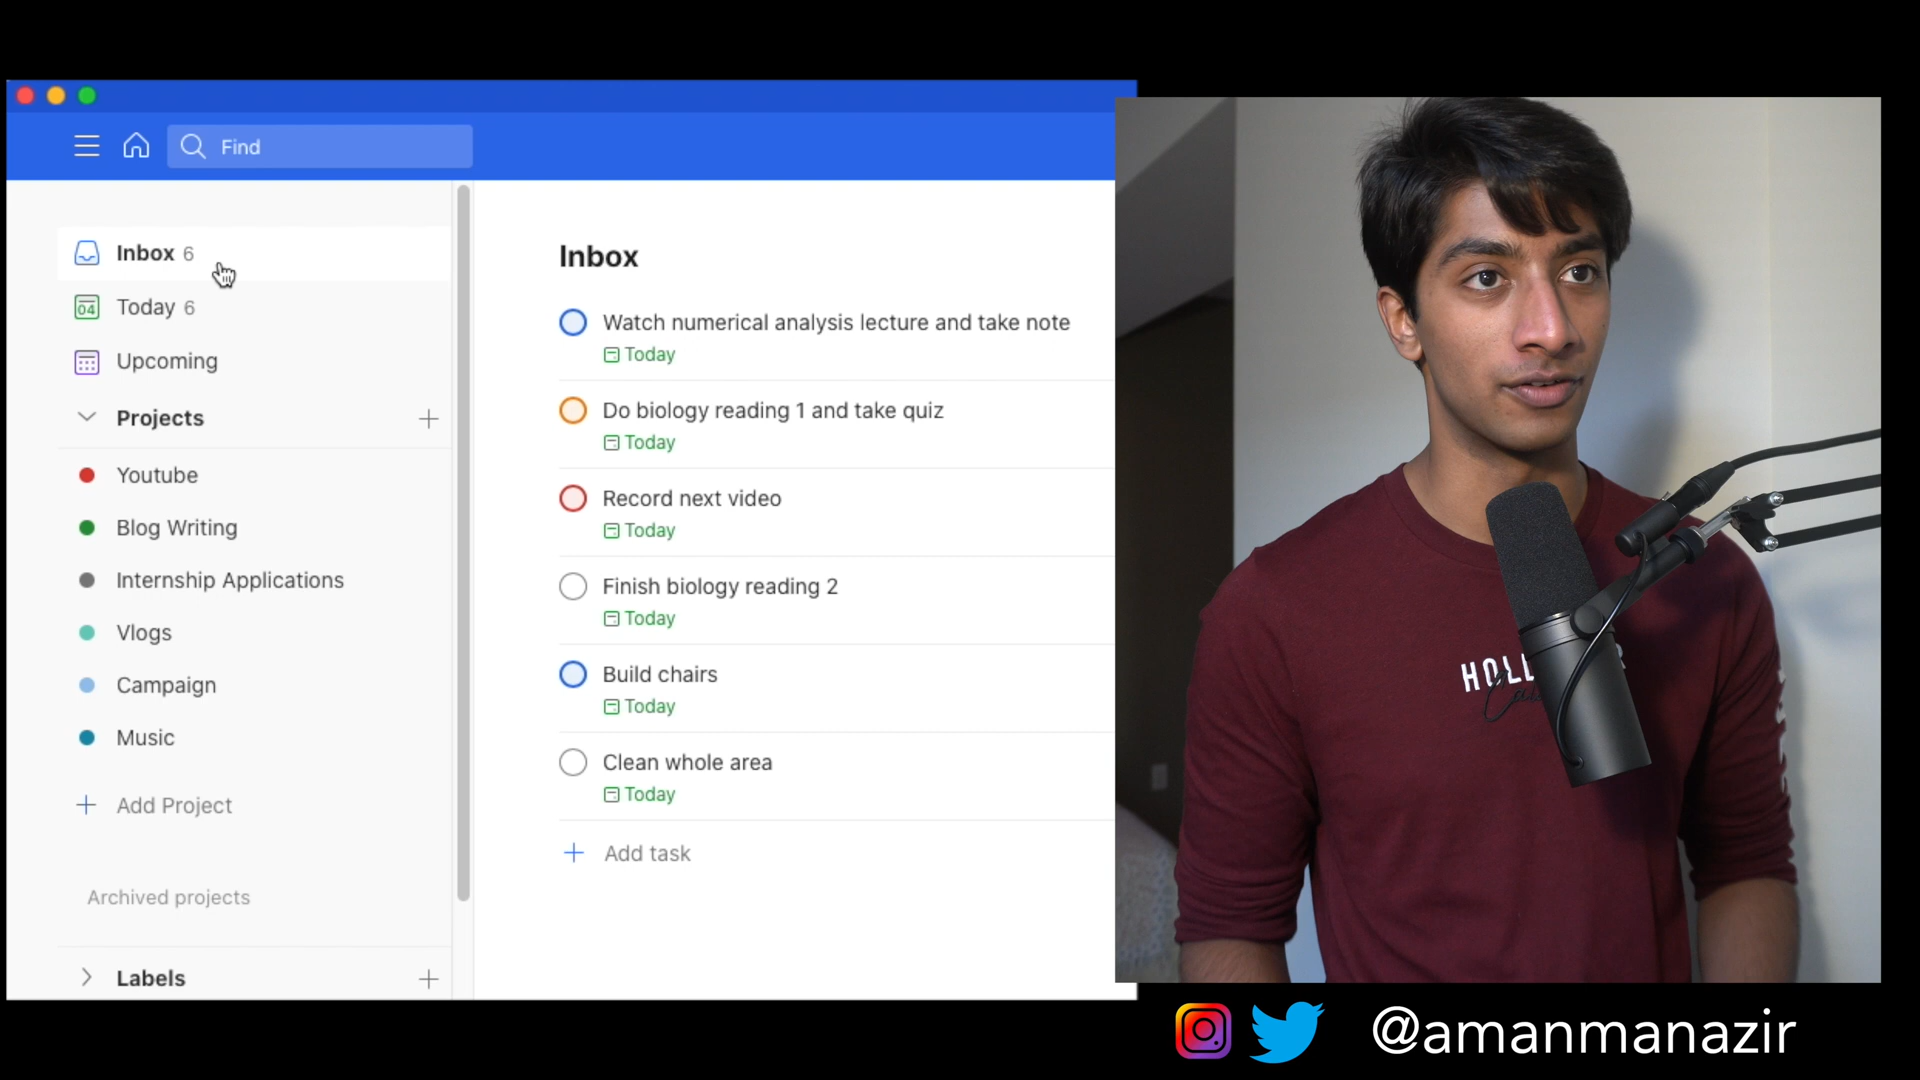 Find
Inbox 6
04
Today 6
Upcoming
Projects
Youtube
Blog Writing
Internship Applications
Vlogs
Campaign
Music
Add Project
Archived projects
Labels
Inbox
Watch numerical analysis lecture and take note
Today
Do biology reading 1 and take quiz
Today
Record next video
Today
Finish biology reading 2
Today
Build chairs
Today
Clean whole area
Today
Add task
@amanmanazir